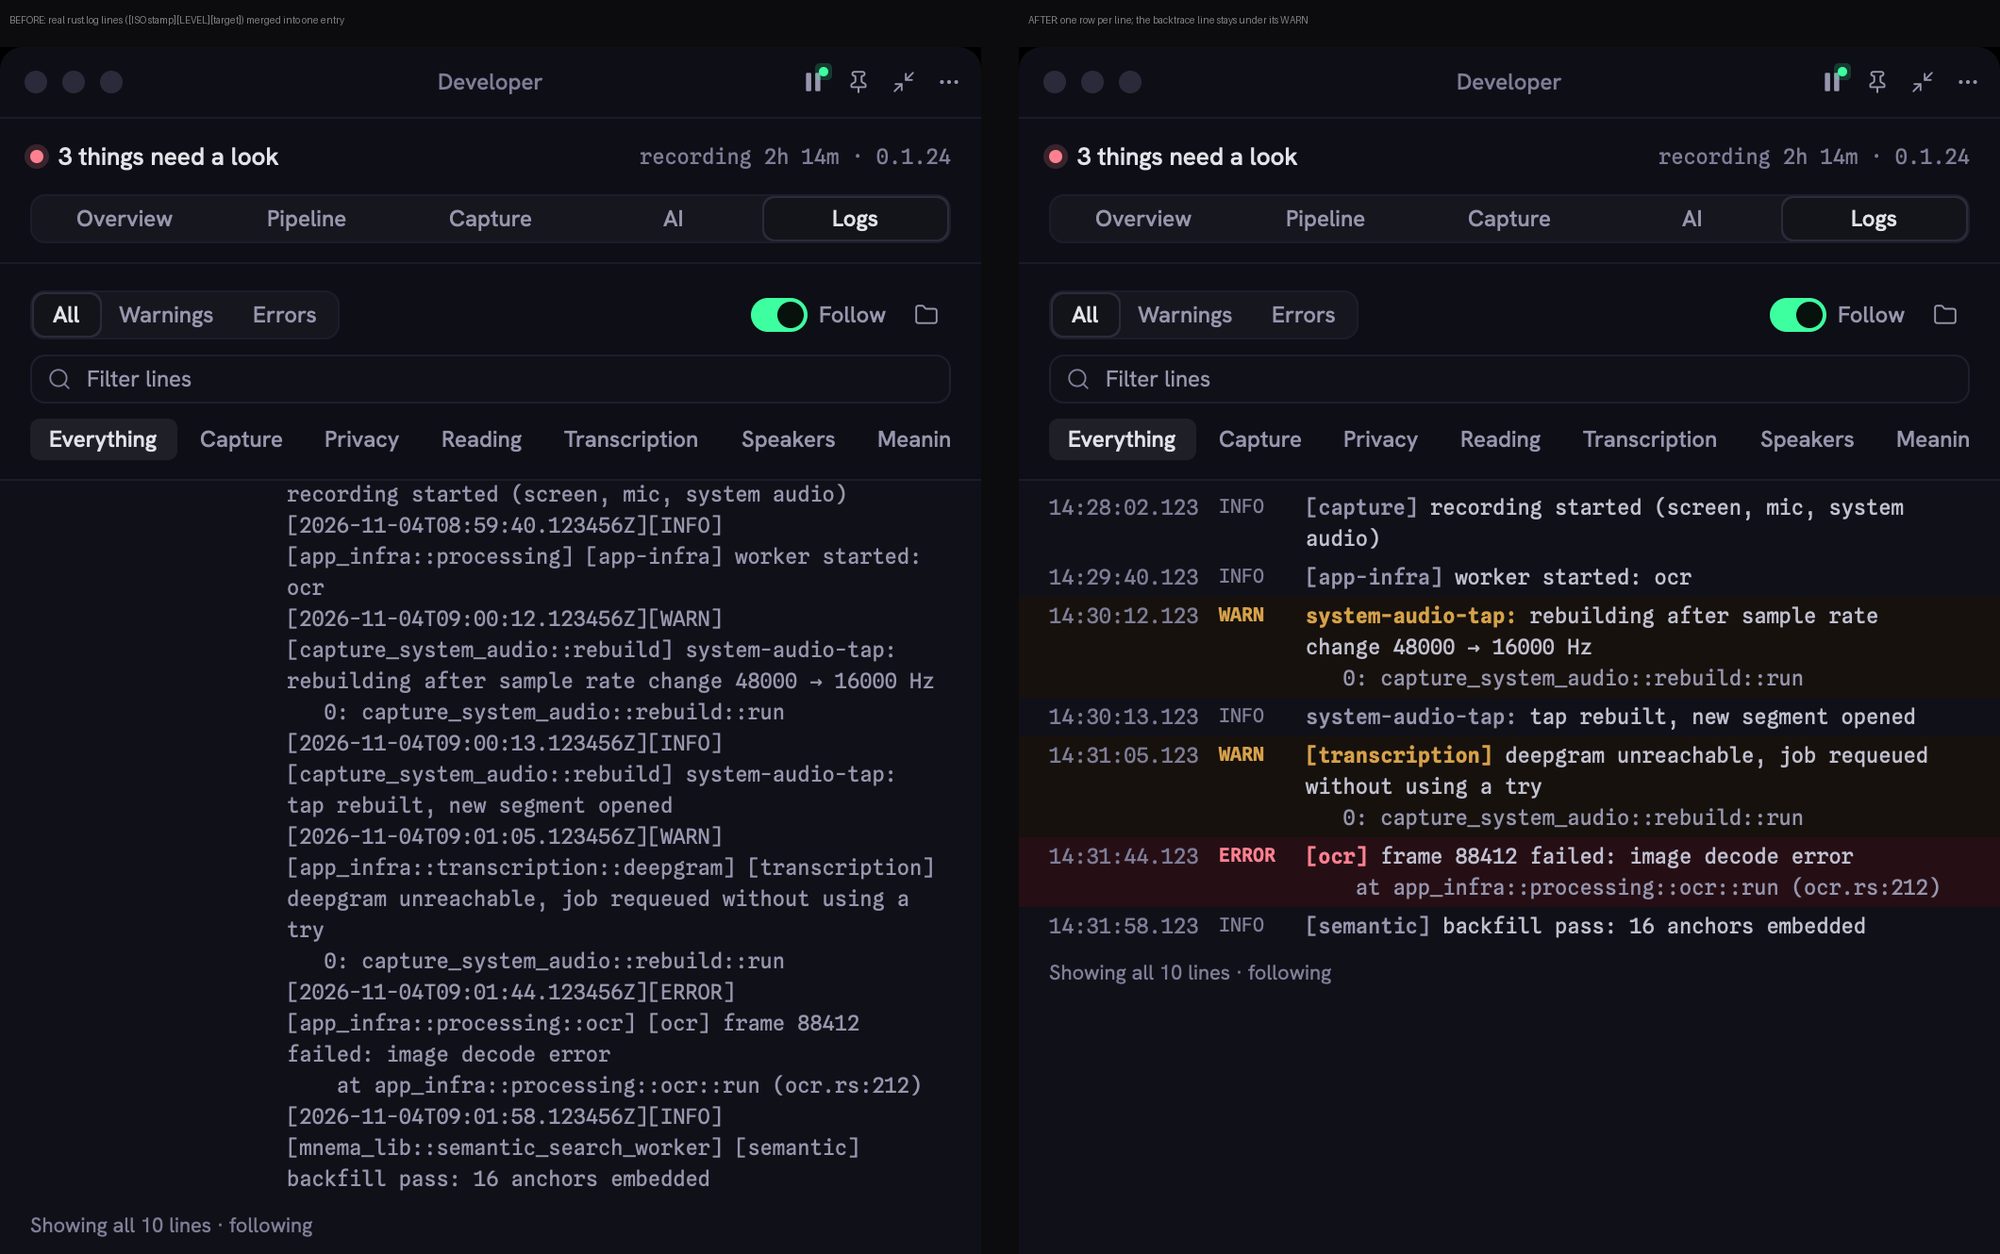 BEFORE: real rust log lines ([ISO stamp][LEVEL][target]) merged into one entry
Developer
3 things need a look
recording 2h 14m · 0.1.24
Overview Pipeline Capture AI Logs
All Warnings Errors
Follow
Filter lines
Everything Capture Privacy Reading Transcription Speakers Meanin
recording started (screen, mic, system audio)
[2026-11-04T08:59:40.123456Z][INFO]
[app_infra::processing] [app-infra] worker started:
ocr
[2026-11-04T09:00:12.123456Z][WARN]
[capture_system_audio::rebuild] system-audio-tap:
rebuilding after sample rate change 48000 → 16000 Hz
0: capture_system_audio::rebuild::run
[2026-11-04T09:00:13.123456Z][INFO]
[capture_system_audio::rebuild] system-audio-tap:
tap rebuilt, new segment opened
[2026-11-04T09:01:05.123456Z][WARN]
[app_infra::transcription::deepgram] [transcription]
deepgram unreachable, job requeued without using a
try
0: capture_system_audio::rebuild::run
[2026-11-04T09:01:44.123456Z][ERROR]
[app_infra::processing::ocr] [ocr] frame 88412
failed: image decode error
at app_infra::processing::ocr::run (ocr.rs:212)
[2026-11-04T09:01:58.123456Z][INFO]
[mnema_lib::semantic_search_worker] [semantic]
backfill pass: 16 anchors embedded
Showing all 10 lines · following
AFTER: one row per line; the backtrace line stays under its WARN
Developer
3 things need a look
recording 2h 14m · 0.1.24
Overview Pipeline Capture AI Logs
All Warnings Errors
Follow
Filter lines
Everything Capture Privacy Reading Transcription Speakers Meanin
14:28:02.123 INFO [capture] recording started (screen, mic, system
audio)
14:29:40.123 INFO [app-infra] worker started: ocr
14:30:12.123 WARN system-audio-tap: rebuilding after sample rate
change 48000 → 16000 Hz
0: capture_system_audio::rebuild::run
14:30:13.123 INFO system-audio-tap: tap rebuilt, new segment opened
14:31:05.123 WARN [transcription] deepgram unreachable, job requeued
without using a try
0: capture_system_audio::rebuild::run
14:31:44.123 ERROR [ocr] frame 88412 failed: image decode error
at app_infra::processing::ocr::run (ocr.rs:212)
14:31:58.123 INFO [semantic] backfill pass: 16 anchors embedded
Showing all 10 lines · following